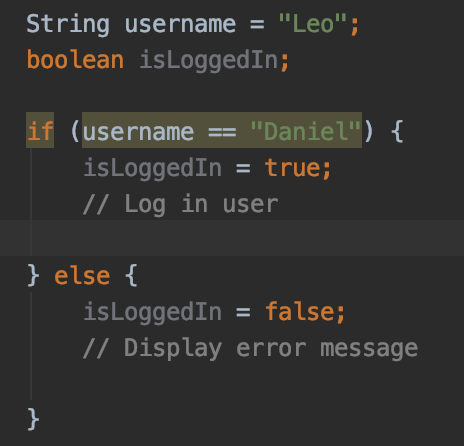 String username = "Leo";
boolean isLoggedIn;
if (username == "Daniel") {
isLoggedIn = true;
// Log in user
} else {
isLoggedIn = false;
// Display error message
}